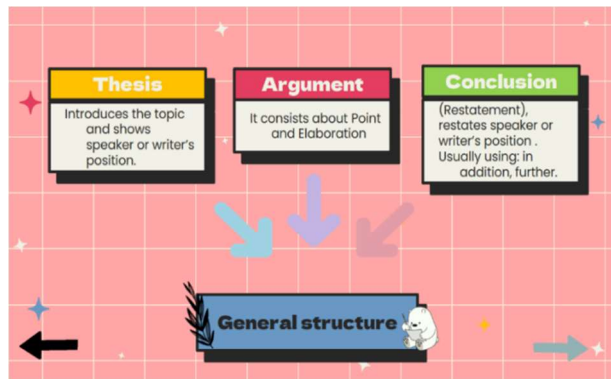 Thesis
Introduces the topic
and shows
speaker or writer's
position.
Argument
It consists about Point
and Elaboration
Conclusion
(Restatement),
restates speaker or
writer's position .
Usually using: in
addition, further.
General structure